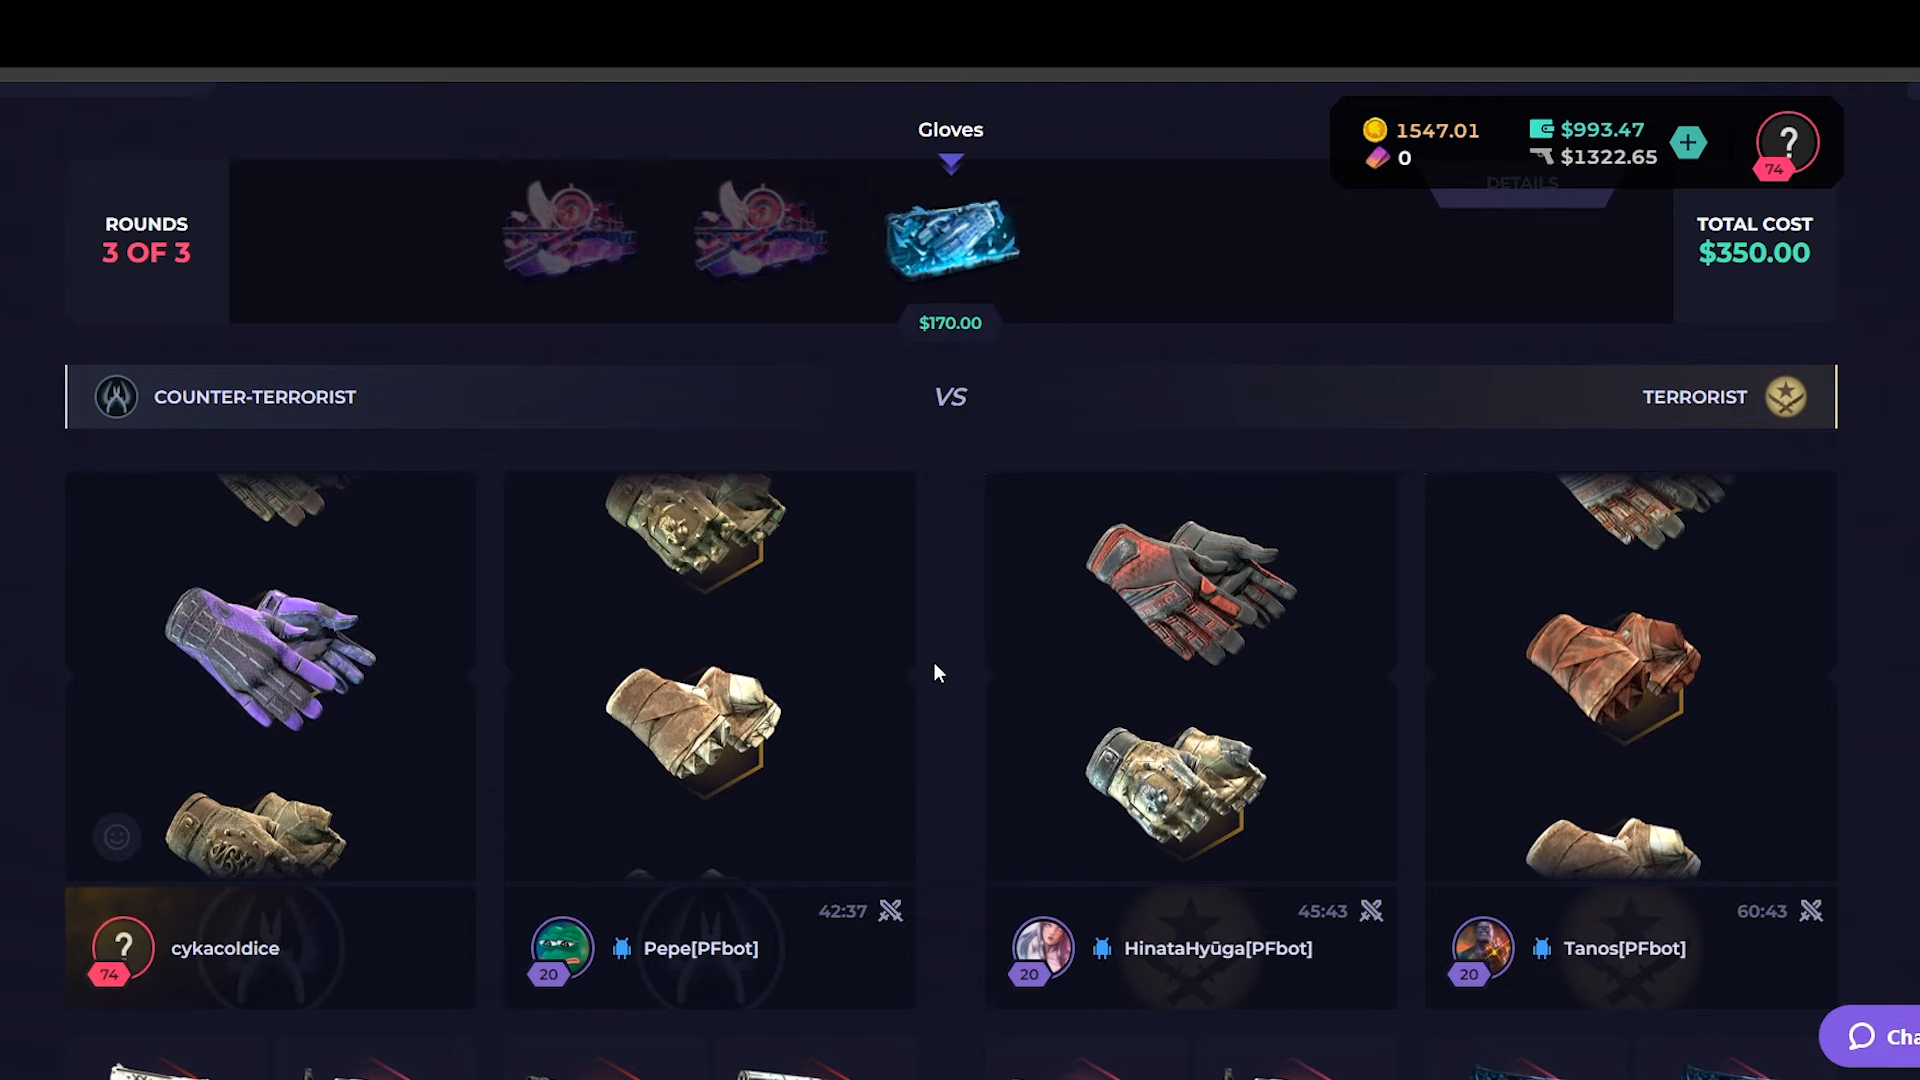 Gloves
1547.01
$993.47
0
$1322.65
74
DETAILS
ROUNDS
3 OF 3
TOTAL COST
$350.00
$170.00
COUNTER-TERRORIST
VS
TERRORIST
42:37
45:43
60:43
?
74
cykacoldice
20
Pepe[PFbot]
20
HinataHyūga[PFbot]
20
Tanos[PFbot]